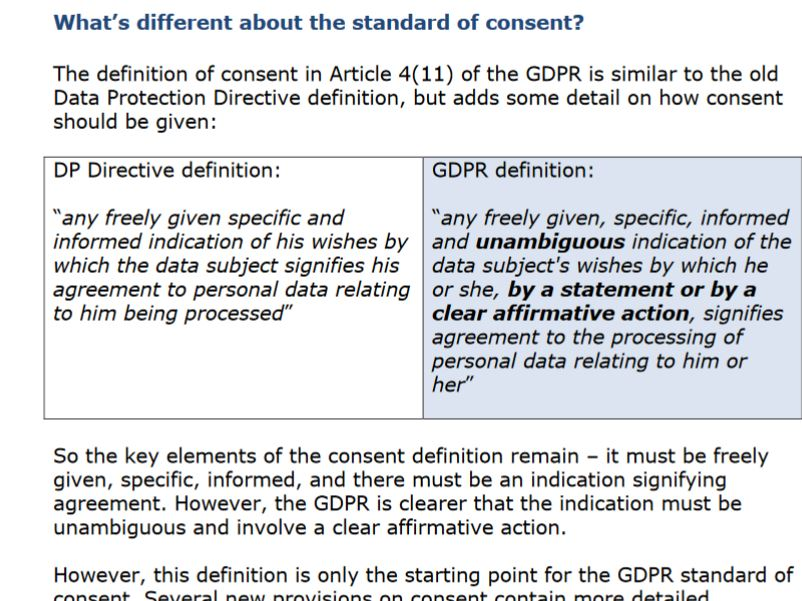 What’s different about the standard of consent?
The definition of consent in Article 4(11) of the GDPR is similar to the old
Data Protection Directive definition, but adds some detail on how consent
should be given:
DP Directive definition:
“any freely given specific and
informed indication of his wishes by
which the data subject signifies his
agreement to personal data relating
to him being processed”
GDPR definition:
“any freely given, specific, informed
and unambiguous indication of the
data subject's wishes by which he
or she, by a statement or by a
clear affirmative action, signifies
agreement to the processing of
personal data relating to him or
her”
So the key elements of the consent definition remain – it must be freely
given, specific, informed, and there must be an indication signifying
agreement. However, the GDPR is clearer that the indication must be
unambiguous and involve a clear affirmative action.
However, this definition is only the starting point for the GDPR standard of
consent. Several new provisions on consent contain more detailed